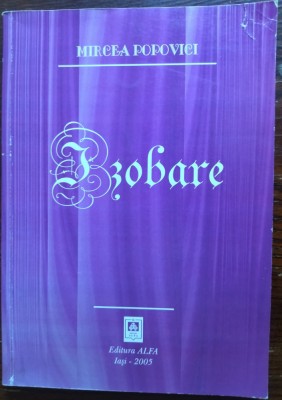 MIRCEA POPOVICI
Izobare
Editura ALFA
Iași - 2005